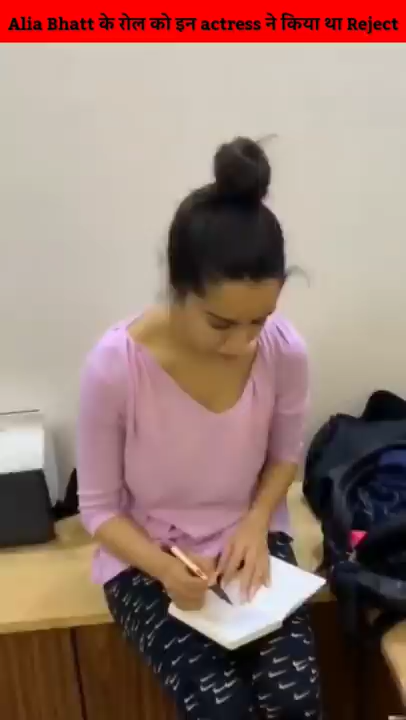 Alia Bhatt के रोल को इन actress ने किया था Reject